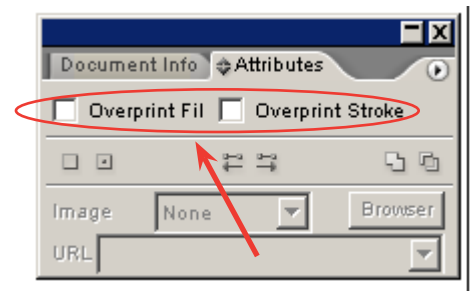 Document Info Attributes
Overprint Fil Overprint Stroke
Image None Browser
URL